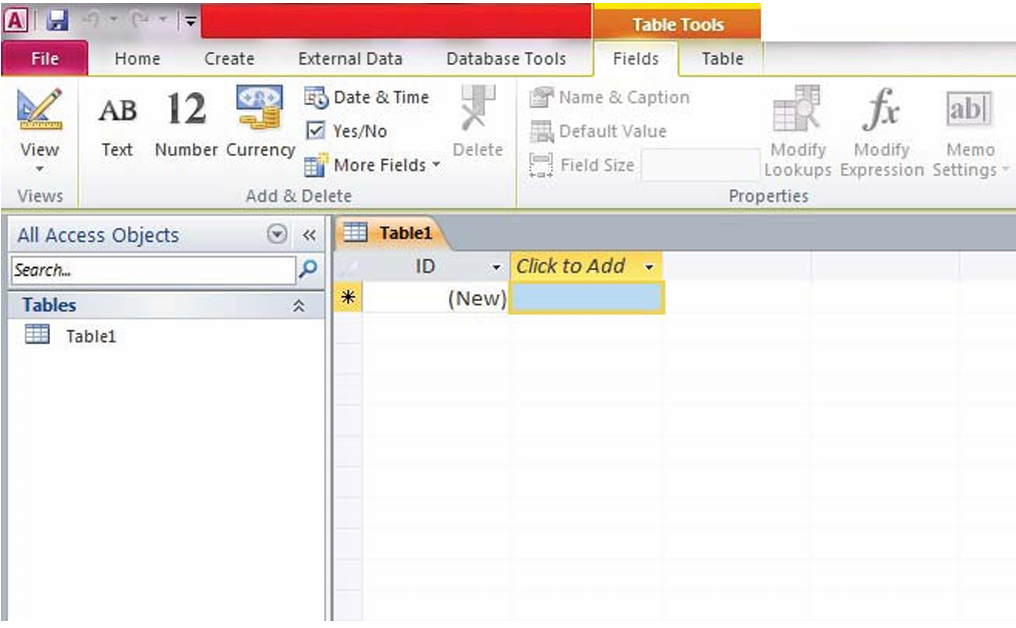 A
Table Tools
File Home Create External Data Database Tools Fields Table
AB 12 Date & Time Name & Caption fx ab|
Yes/No Default Value
View Text Number Currency Delete Modify Modify Memo
More Fields Field Size Lookups Expression Settings
Views Add & Delete Properties
All Access Objects «
Table1
Search...
ID Click to Add
Tables
* (New)
Table1